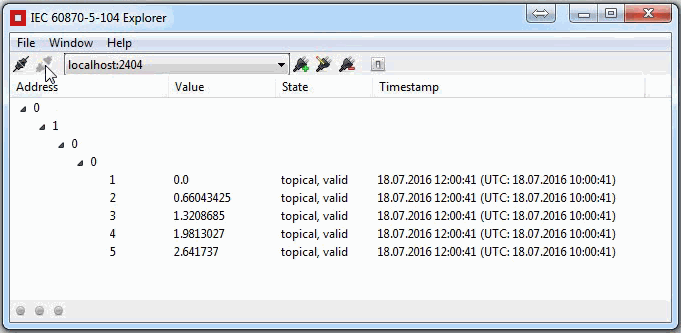 IEC 60870-5-104 Explorer
File Window Help
localhost:2404
Address Value State Timestamp
0
1
0
0
1 0.0 topical, valid 18.07.2016 12:00:41 (UTC: 18.07.2016 10:00:41)
2 0.66043425 topical, valid 18.07.2016 12:00:41 (UTC: 18.07.2016 10:00:41)
3 1.3208685 topical, valid 18.07.2016 12:00:41 (UTC: 18.07.2016 10:00:41)
4 1.9813027 topical, valid 18.07.2016 12:00:41 (UTC: 18.07.2016 10:00:41)
5 2.641737 topical, valid 18.07.2016 12:00:41 (UTC: 18.07.2016 10:00:41)